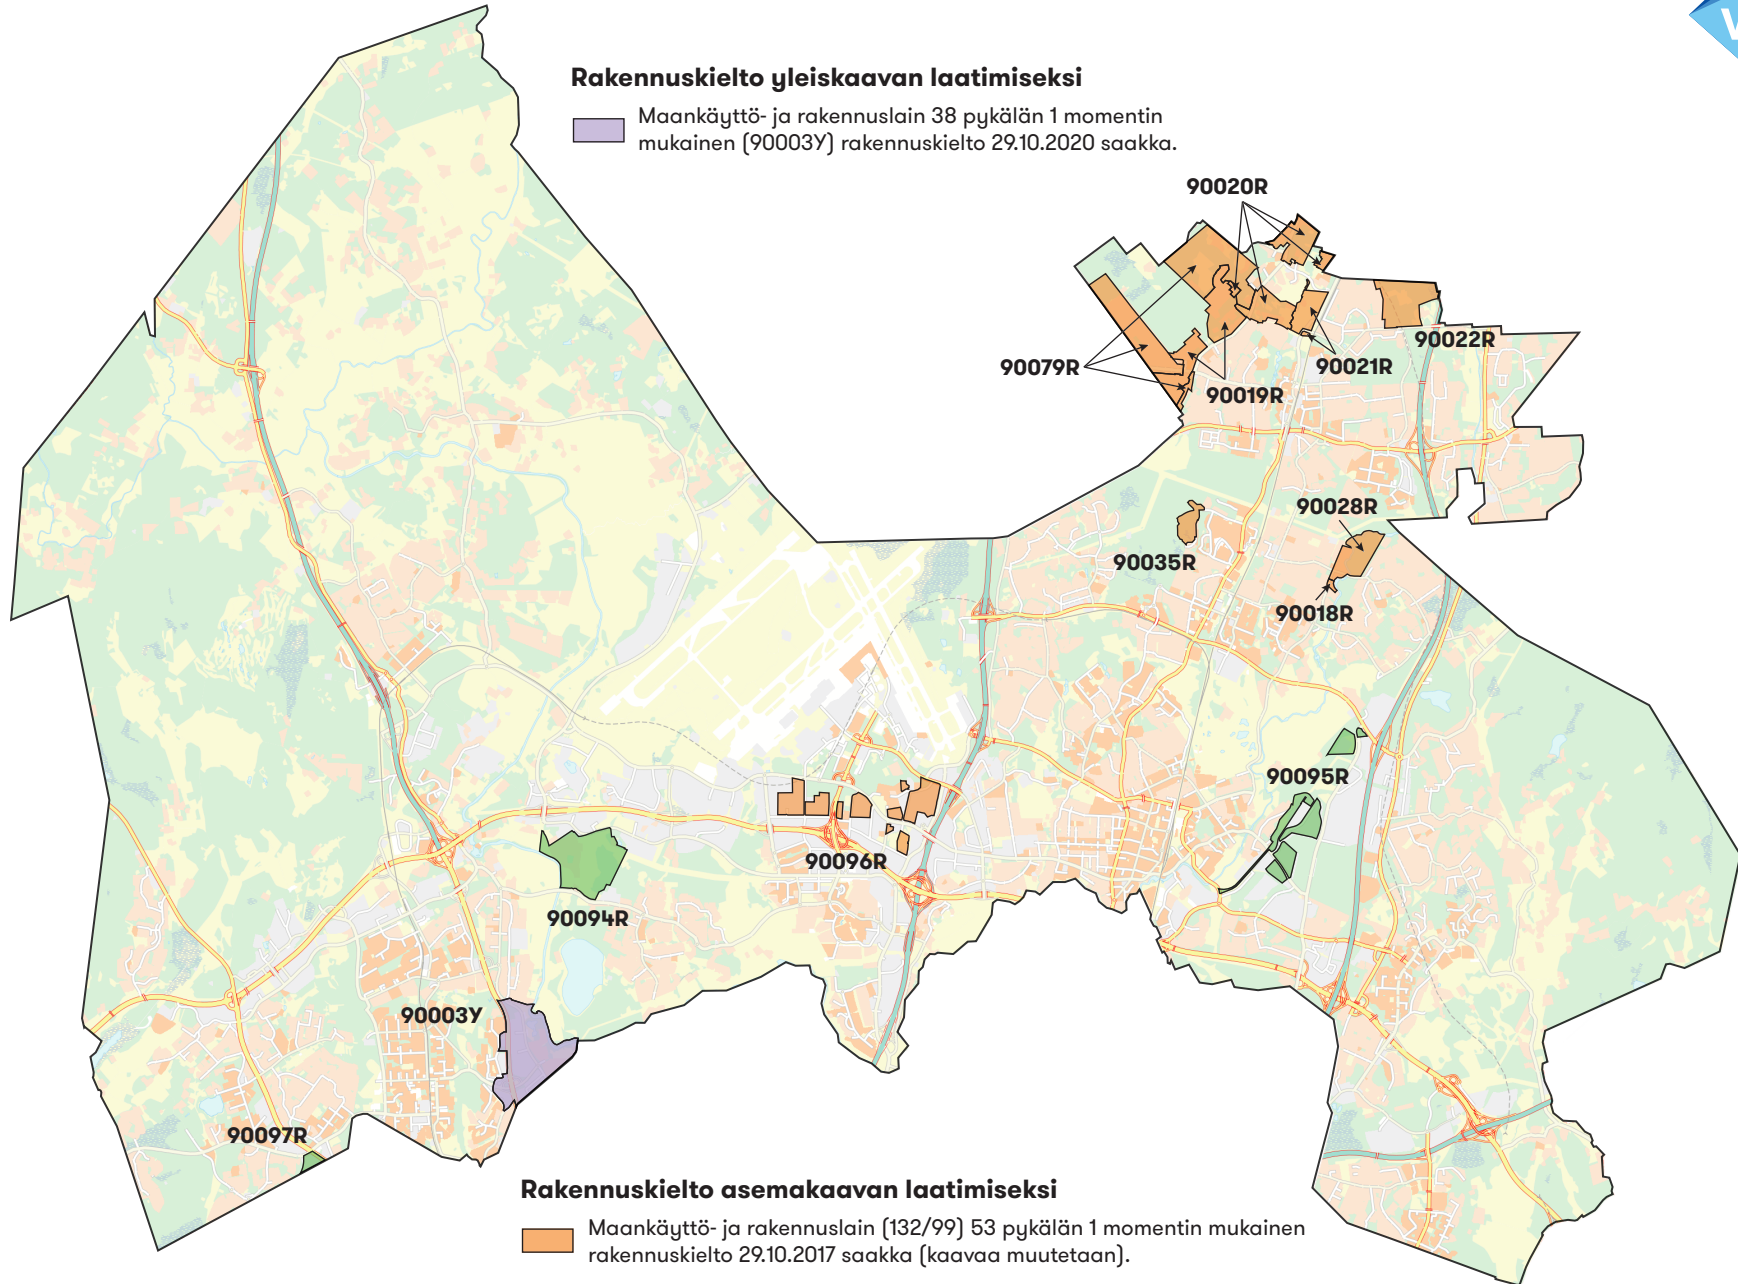 Rakennuskielto yleiskaavan laatimiseksi
Maankäyttö- ja rakennuslain 38 pykälän 1 momentin
mukainen (90003Y) rakennuskielto 29.10.2020 saakka.
90020R
90079R
90019R
90021R
90022R
90028R
90035R
90018R
90095R
90096R
90094R
90003Y
90097R
Rakennuskielto asemakaavan laatimiseksi
Maankäyttö- ja rakennuslain (132/99) 53 pykälän 1 momentin mukainen
rakennuskielto 29.10.2017 saakka (kaavaa muutetaan).